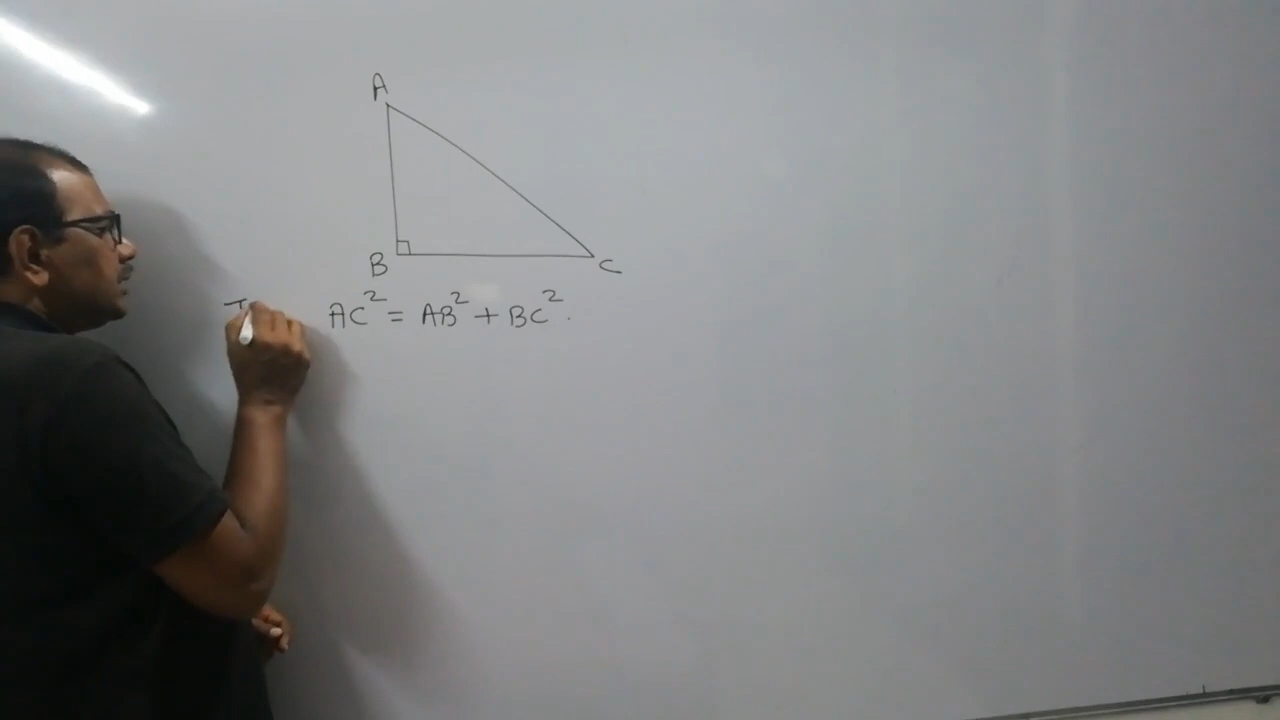 A
B
C
T AC² = AB² + BC².